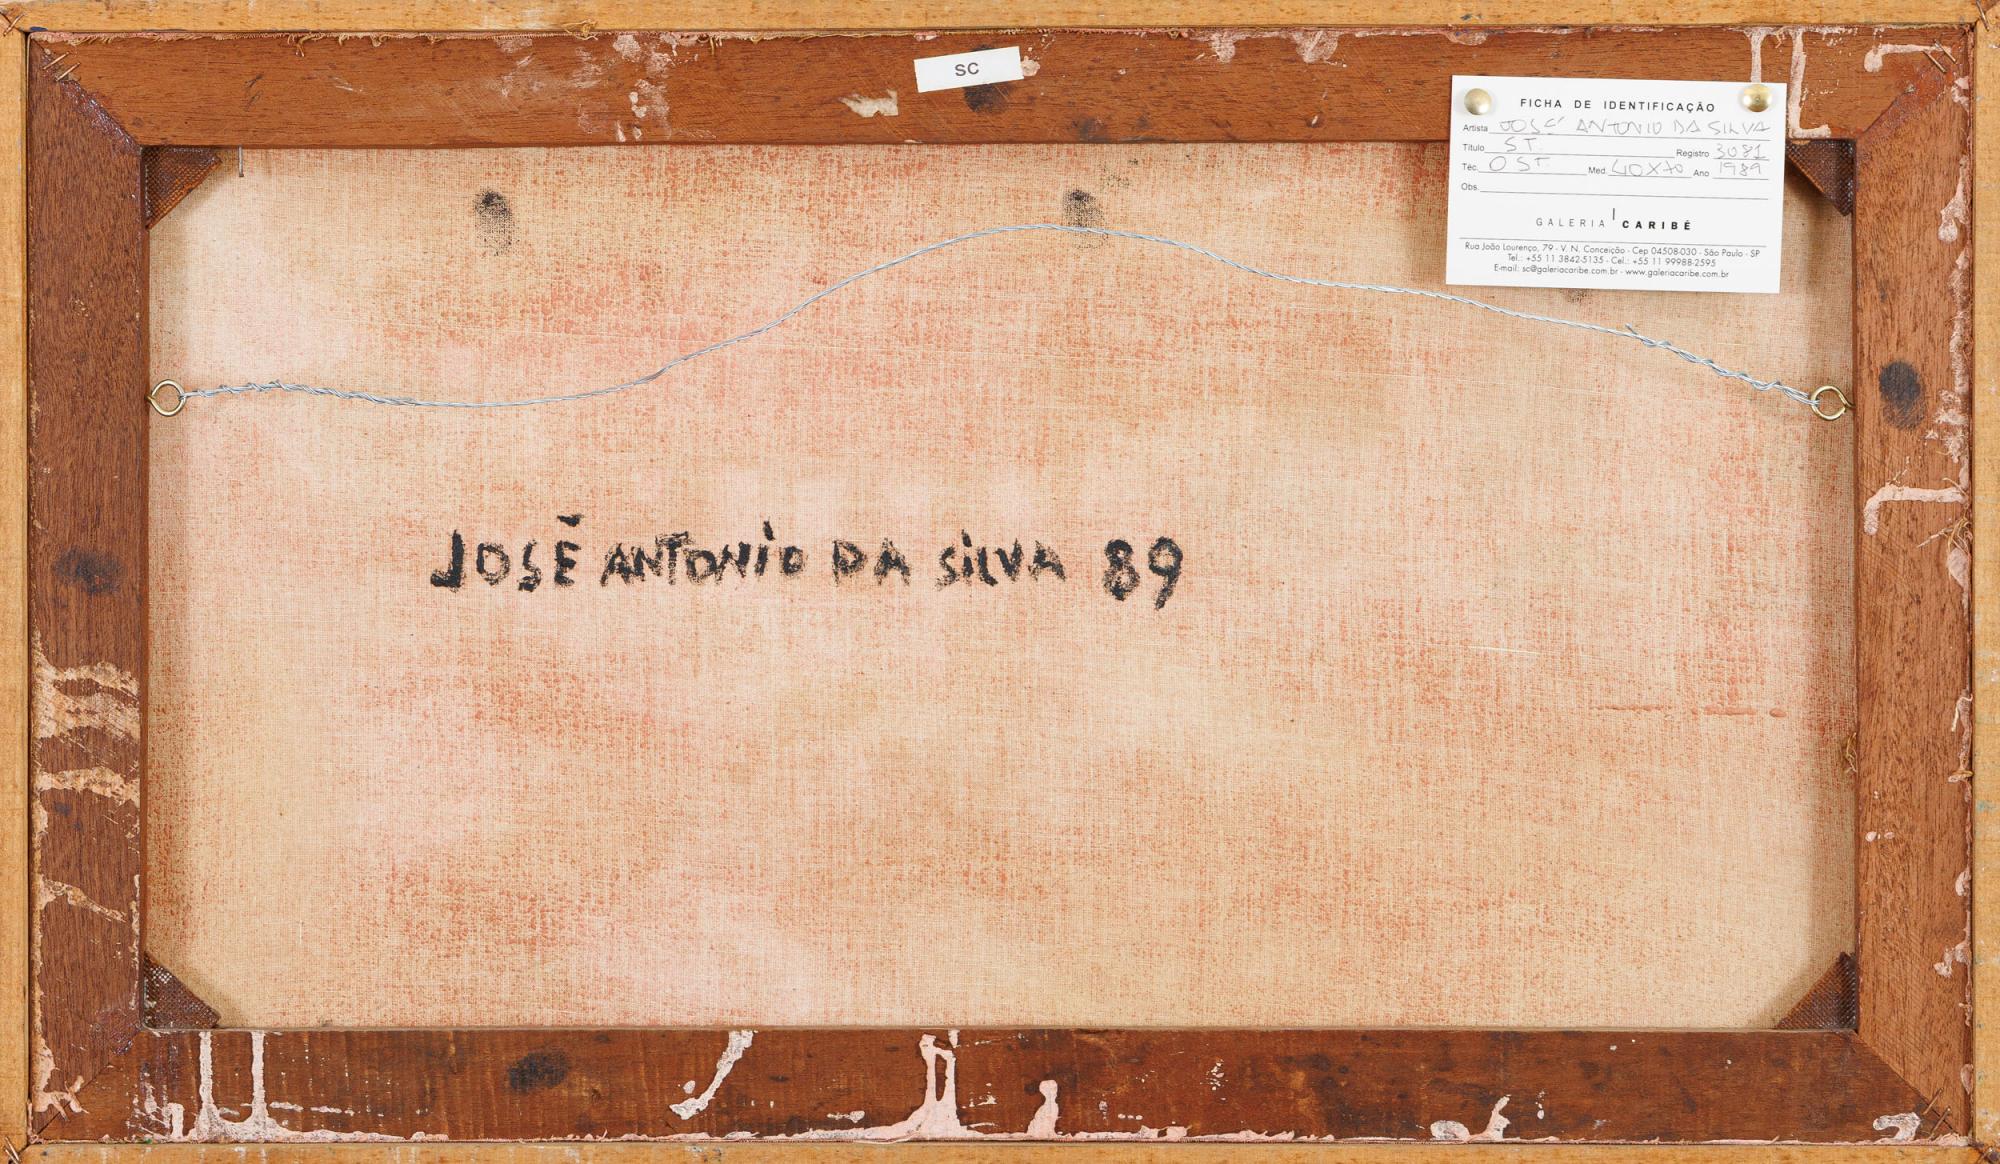 SC
FICHA DE IDENTIFICAÇÃO
Artista JOSÉ ANTONIO DA SILVA
Título S.T. Registro 3081
Téc. OST. Med. 40X70 Ano 1989
Obs.
GALERIA CARIBÉ
Rua João Lourenço, 79 - V. N. Conceição - Cep 04508-030 - São Paulo - SP
Tel.: +55 11 3842-5135 - Cel.: +55 11 99988-2595
E-mail: sc@galeriacaribe.com.br - www.galeriacaribe.com.br
JOSÉ ANTONIO DA SILVA 89